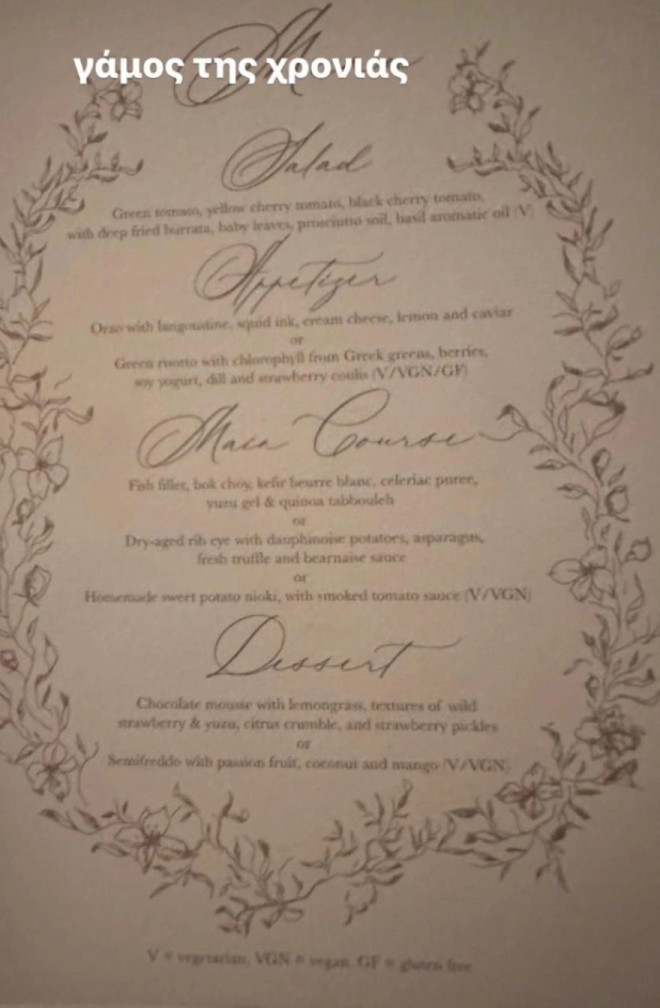 γάμος της χρονιάς
Salad
Green tomato, yellow cherry tomato, black cherry tomato,
with deep fried burrata, baby leaves, prosciutto soil, basil aromatic oil (V)
Appetizer
Orzo with langoustine, squid ink, cream cheese, lemon and caviar
or
Green risotto with chlorophyll from Greek greens, berries,
soy yogurt, dill and strawberry coulis (V/VGN/GF)
Main Course
Fish fillet, bok choy, kefir beurre blanc, celeriac puree,
yuzu gel & quinoa tabbouleh
or
Dry-aged rib eye with dauphinoise potatoes, asparagus,
fresh truffle and bearnaise sauce
or
Homemade sweet potato nioki, with smoked tomato sauce (V/VGN)
Dessert
Chocolate mousse with lemongrass, textures of wild
strawberry & yuzu, citrus crumble, and strawberry pickles
or
Semifreddo with passion fruit, coconut and mango (V/VGN)
V = vegetarian, VGN = vegan, GF = gluten free